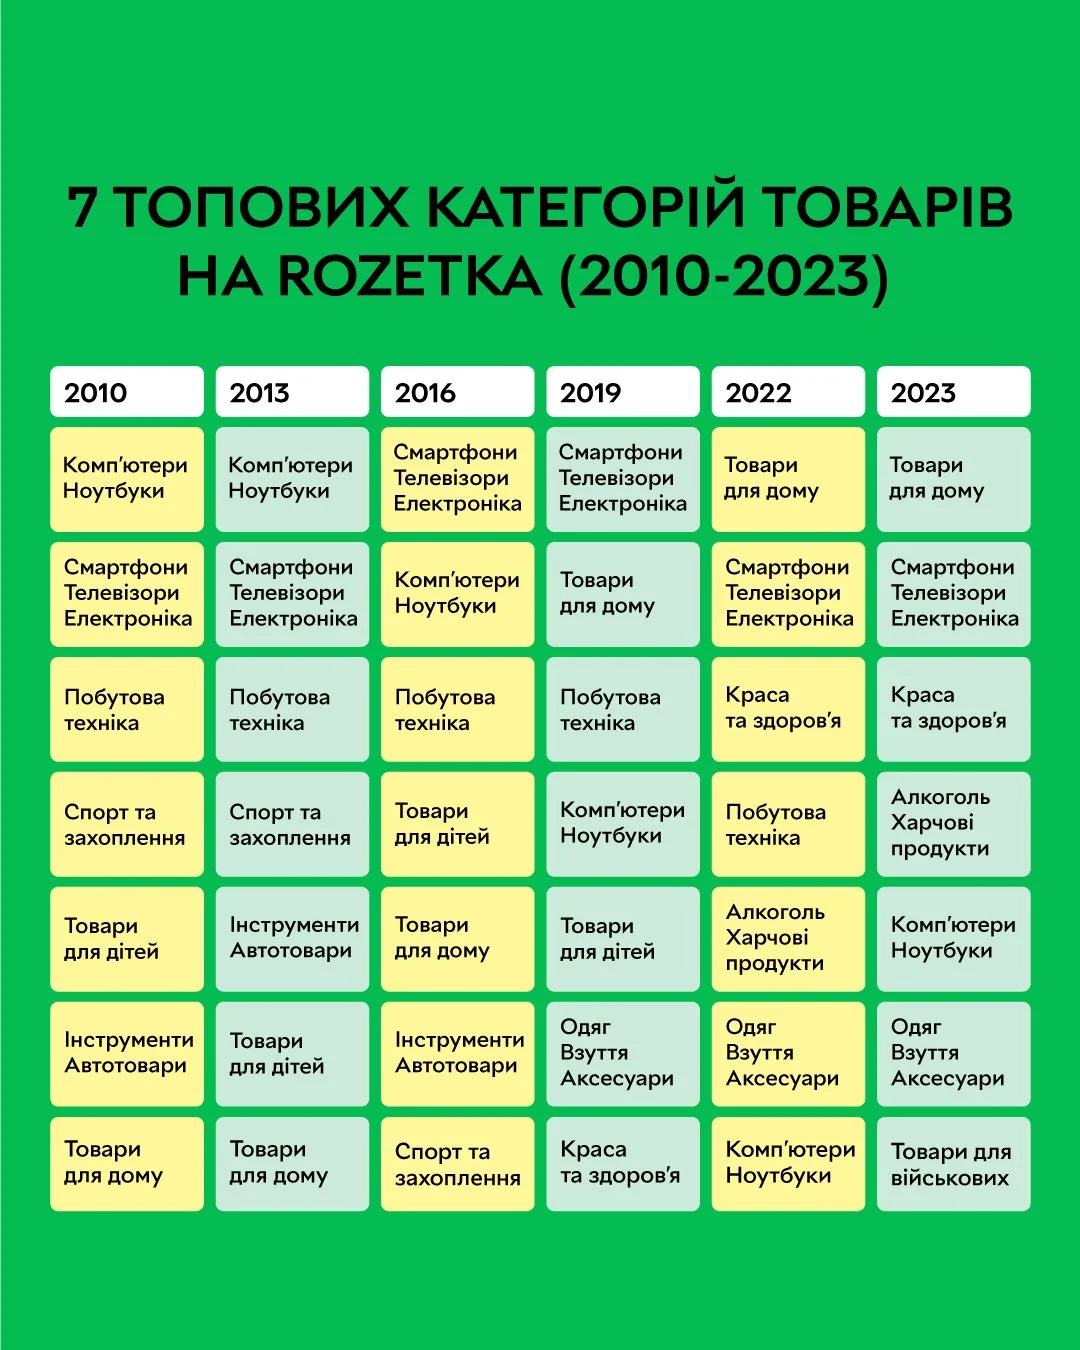 7 ТОПОВИХ КАТЕГОРІЙ ТОВАРІВ
НА ROZETKA (2010-2023)
2010
2013
2016
2019
2022
2023
Комп'ютери
Ноутбуки
Комп'ютери
Ноутбуки
Смартфони
Телевізори
Електроніка
Смартфони
Телевізори
Електроніка
Товари
для дому
Товари
для дому
Смартфони
Телевізори
Електроніка
Смартфони
Телевізори
Електроніка
Комп'ютери
Ноутбуки
Товари
для дому
Смартфони
Телевізори
Електроніка
Смартфони
Телевізори
Електроніка
Побутова
техніка
Побутова
техніка
Побутова
техніка
Побутова
техніка
Краса
та здоров'я
Краса
та здоров'я
Спорт та
захоплення
Спорт та
захоплення
Товари
для дітей
Комп'ютери
Ноутбуки
Побутова
техніка
Алкоголь
Харчові
продукти
Товари
для дітей
Інструменти
Автотовари
Товари
для дому
Товари
для дітей
Алкоголь
Харчові
продукти
Комп'ютери
Ноутбуки
Інструменти
Автотовари
Товари
для дітей
Інструменти
Автотовари
Одяг
Взуття
Аксесуари
Одяг
Взуття
Аксесуари
Одяг
Взуття
Аксесуари
Товари
для дому
Товари
для дому
Спорт та
захоплення
Краса
та здоров'я
Комп'ютери
Ноутбуки
Товари для
військових